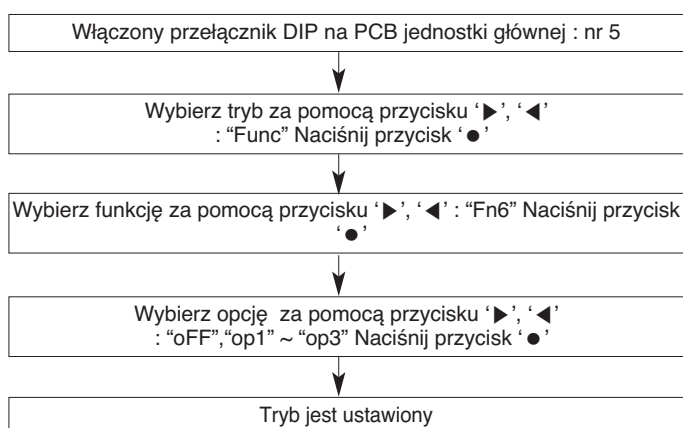 Włączony przełącznik DIP na PCB jednostki głównej : nr 5
Wybierz tryb za pomocą przycisku ‘▶’, ‘◀’
: “Func” Naciśnij przycisk ‘●’
Wybierz funkcję za pomocą przycisku ‘▶’, ‘◀’ : “Fn6” Naciśnij przycisk
‘●’
Wybierz opcję za pomocą przycisku ‘▶’, ‘◀’
: “oFF”,“op1” ~ “op3” Naciśnij przycisk ‘●’
Tryb jest ustawiony